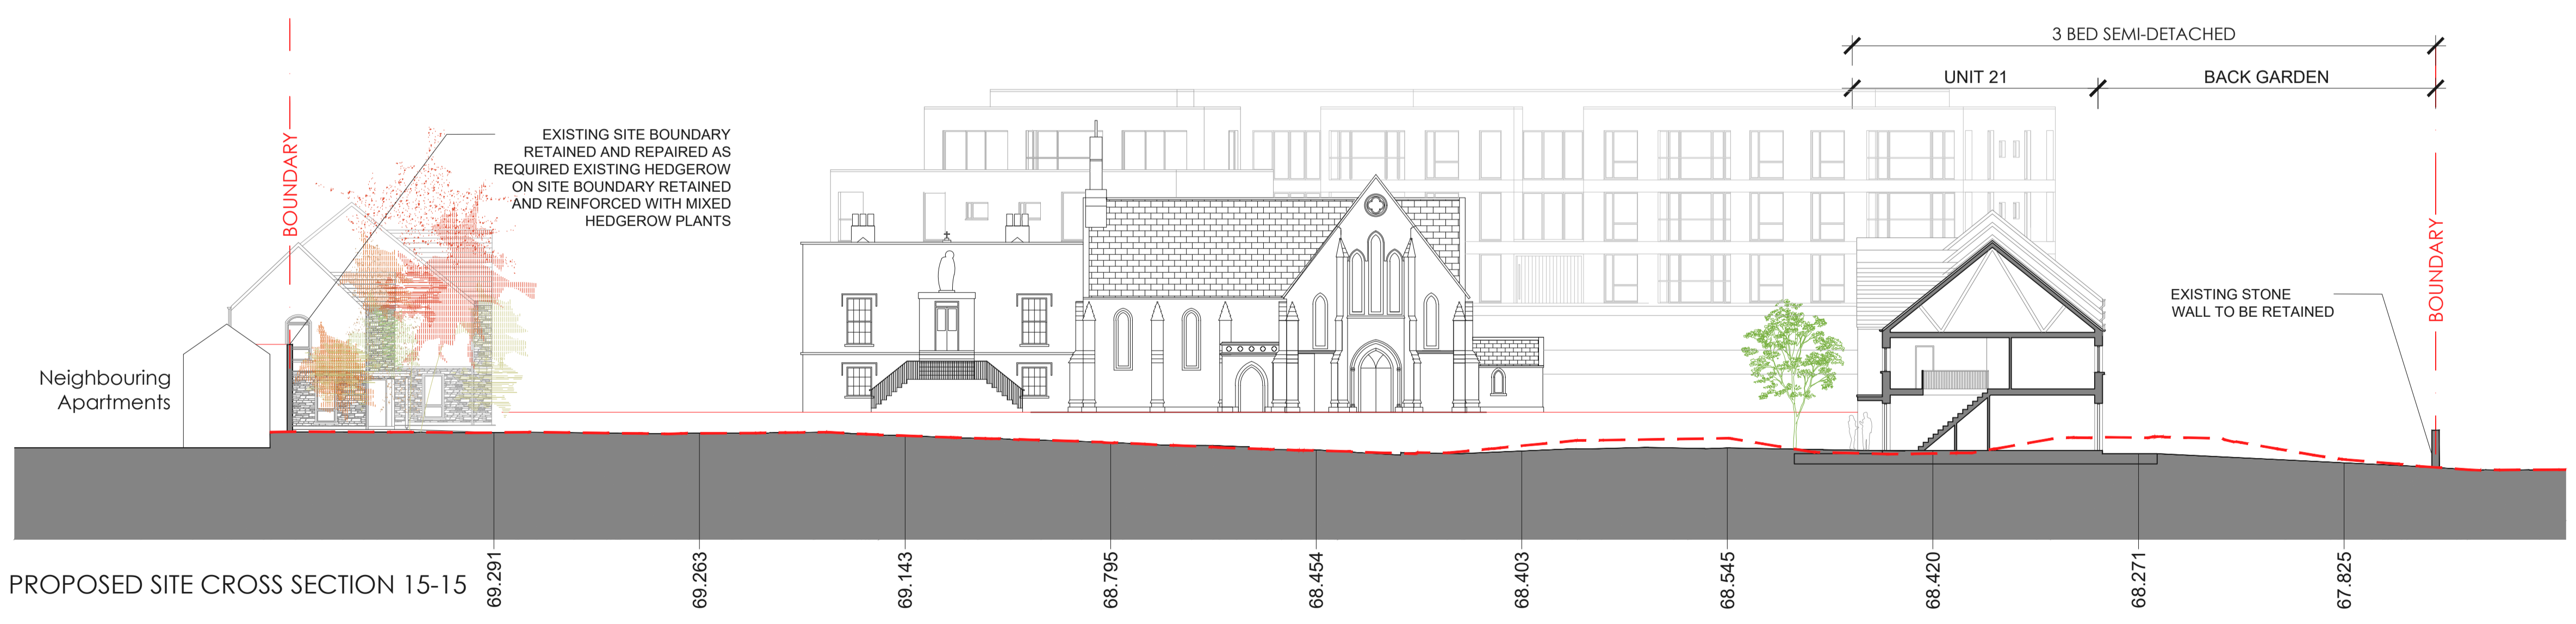 3 BED SEMI-DETACHED
UNIT 21
BACK GARDEN
BOUNDARY
EXISTING SITE BOUNDARY
RETAINED AND REPAIRED AS
REQUIRED EXISTING HEDGEROW
ON SITE BOUNDARY RETAINED
AND REINFORCED WITH MIXED
HEDGEROW PLANTS
BOUNDARY
EXISTING STONE
WALL TO BE RETAINED
Neighbouring
Apartments
69.291
69.263
69.143
68.795
68.454
68.403
68.545
68.420
68.271
67.825
PROPOSED SITE CROSS SECTION 15-15